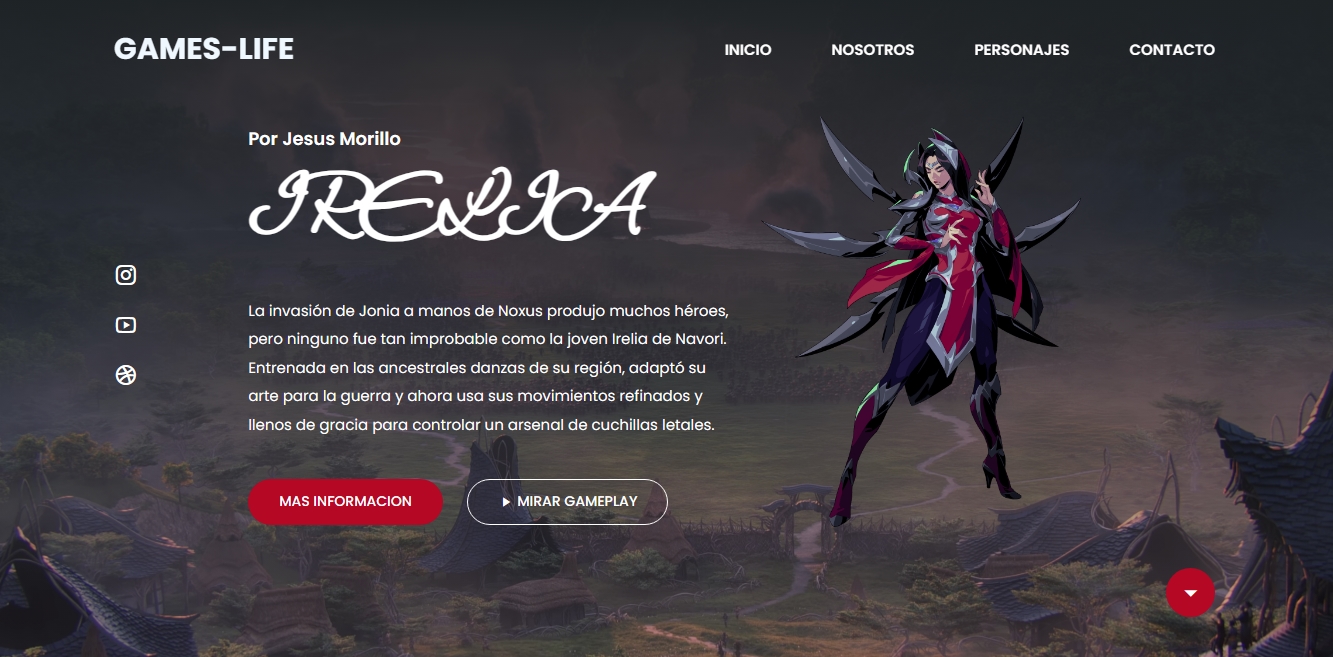 GAMES-LIFE
INICIO
NOSOTROS
PERSONAJES
CONTACTO
Por Jesus Morillo
IRELIA
La invasión de Jonia a manos de Noxus produjo muchos héroes,
pero ninguno fue tan improbable como la joven Irelia de Navori.
Entrenada en las ancestrales danzas de su región, adaptó su
arte para la guerra y ahora usa sus movimientos refinados y
llenos de gracia para controlar un arsenal de cuchillas letales.
MAS INFORMACION
MIRAR GAMEPLAY